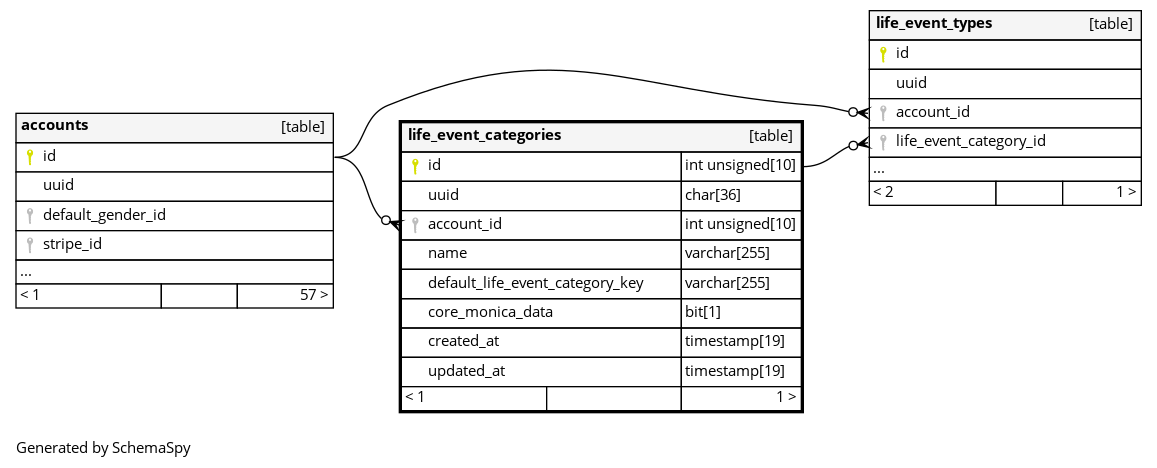 life_event_types [table]
id
uuid
account_id
life_event_category_id
...
< 2 1 >
accounts [table]
id
uuid
default_gender_id
stripe_id
...
< 1 57 >
life_event_categories [table]
id int unsigned[10]
uuid char[36]
account_id int unsigned[10]
name varchar[255]
default_life_event_category_key varchar[255]
core_monica_data bit[1]
created_at timestamp[19]
updated_at timestamp[19]
< 1 1 >
Generated by SchemaSpy